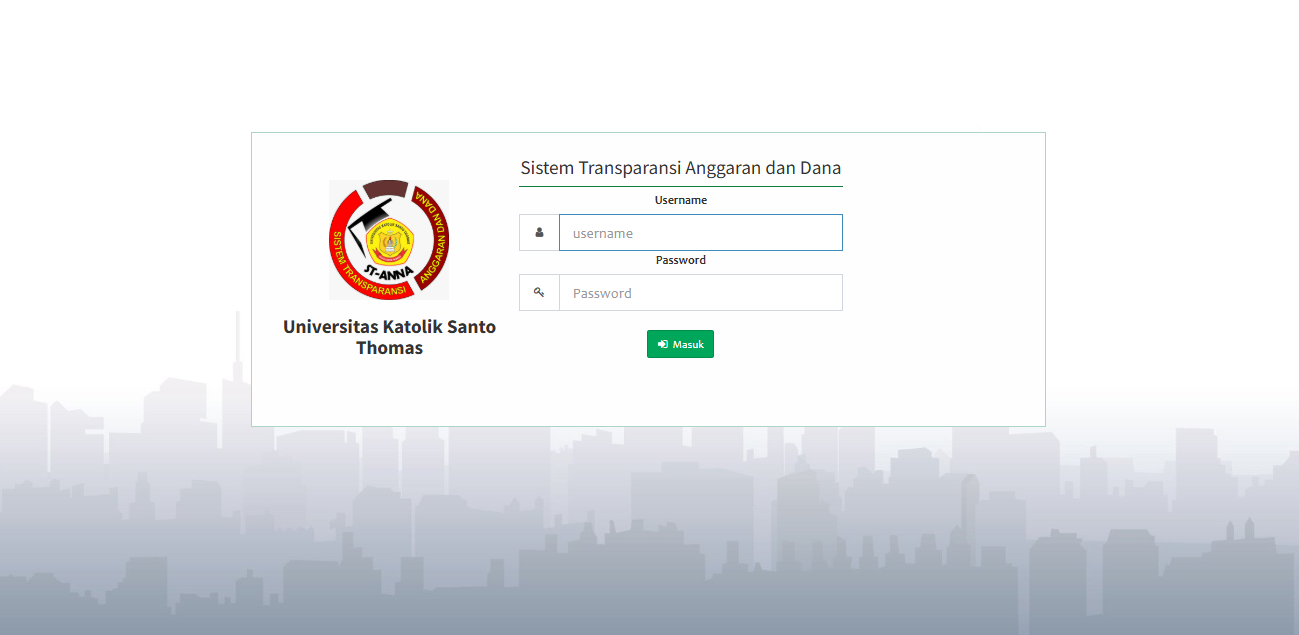 SISTEM TRANSPARANSI
ANGGARAN DAN DANA
ST-ANNA
Universitas Katolik Santo
Thomas
Sistem Transparansi Anggaran dan Dana
Username
username
Password
Password
Masuk